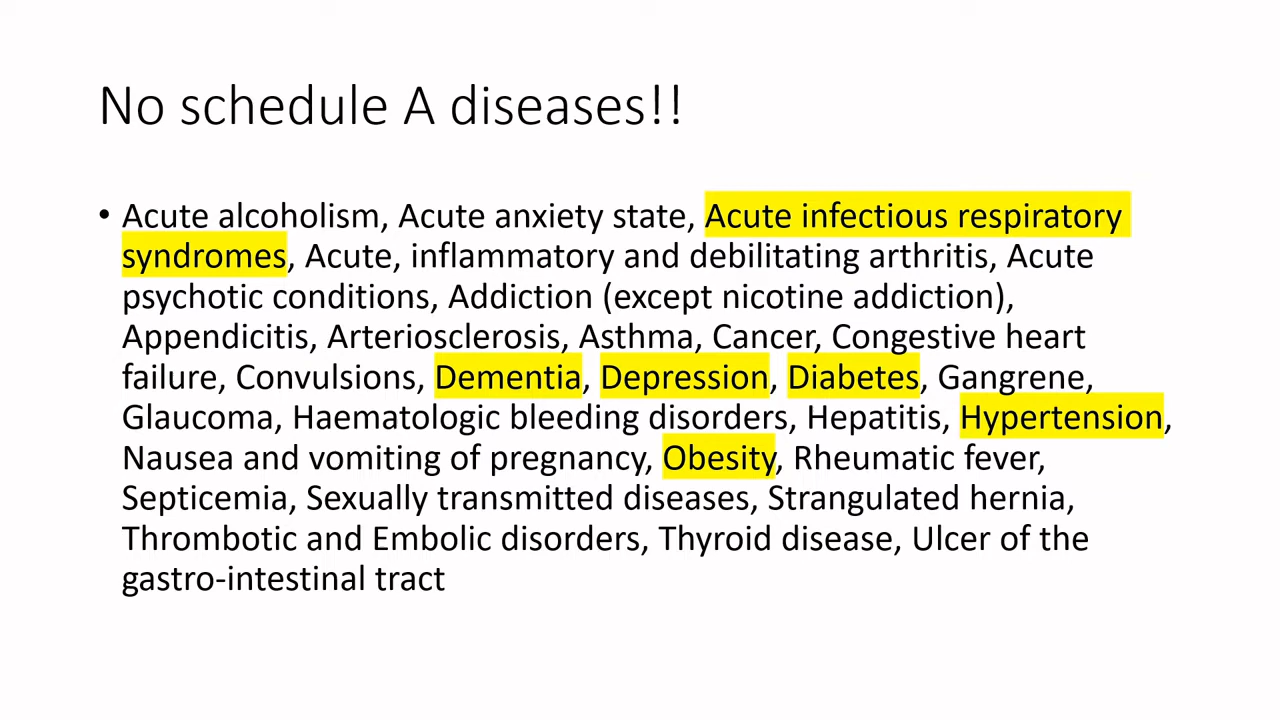 No schedule A diseases!!
• Acute alcoholism, Acute anxiety state, Acute infectious respiratory
syndromes, Acute, inflammatory and debilitating arthritis, Acute
psychotic conditions, Addiction (except nicotine addiction),
Appendicitis, Arteriosclerosis, Asthma, Cancer, Congestive heart
failure, Convulsions, Dementia, Depression, Diabetes, Gangrene,
Glaucoma, Haematologic bleeding disorders, Hepatitis, Hypertension,
Nausea and vomiting of pregnancy, Obesity, Rheumatic fever,
Septicemia, Sexually transmitted diseases, Strangulated hernia,
Thrombotic and Embolic disorders, Thyroid disease, Ulcer of the
gastro-intestinal tract